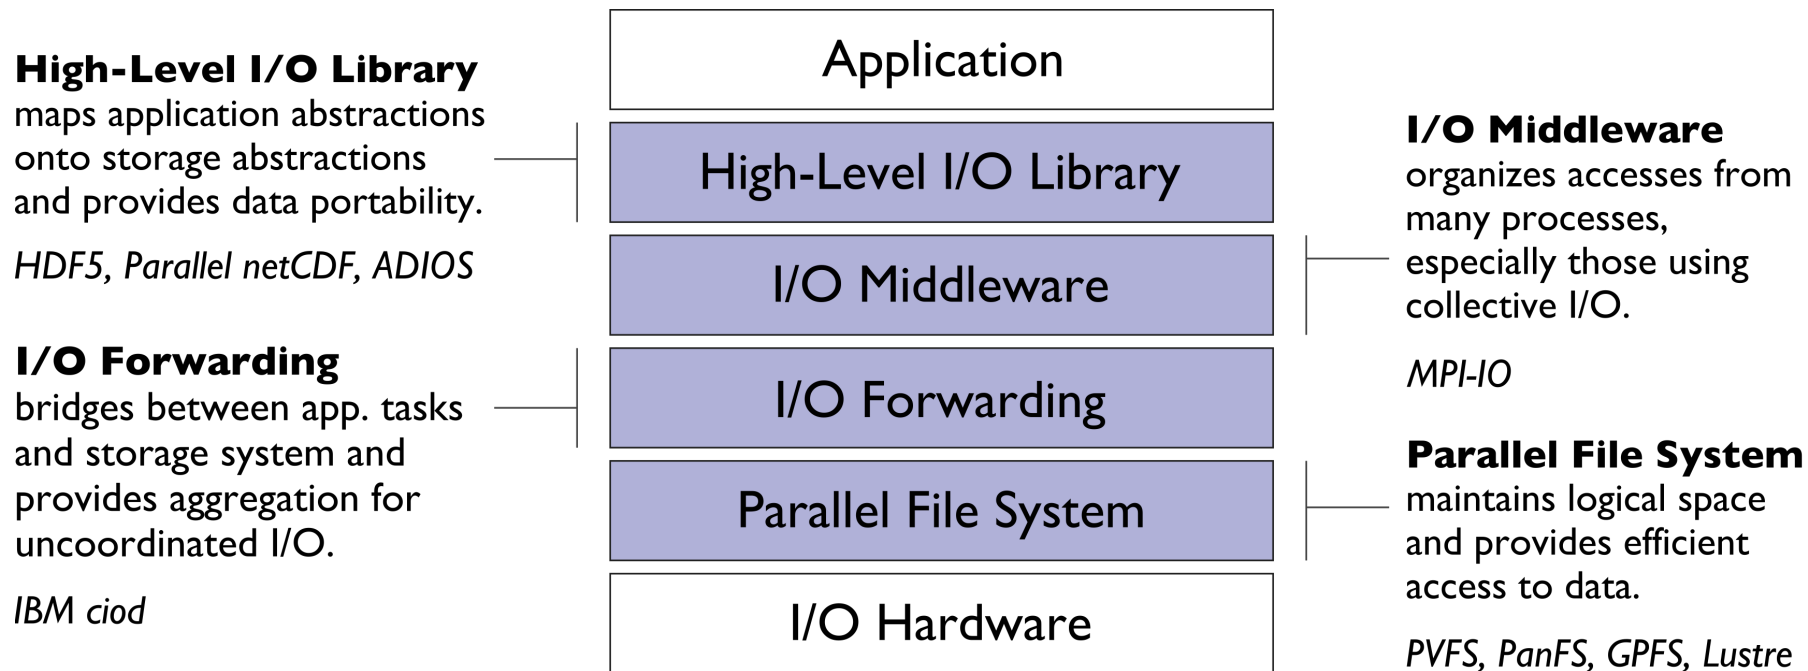 High-Level I/O Library
maps application abstractions
onto storage abstractions
and provides data portability.
HDF5, Parallel netCDF, ADIOS
I/O Forwarding
bridges between app. tasks
and storage system and
provides aggregation for
uncoordinated I/O.
IBM ciod
Application
High-Level I/O Library
I/O Middleware
I/O Forwarding
Parallel File System
I/O Hardware
I/O Middleware
organizes accesses from
many processes,
especially those using
collective I/O.
MPI-IO
Parallel File System
maintains logical space
and provides efficient
access to data.
PVFS, PanFS, GPFS, Lustre